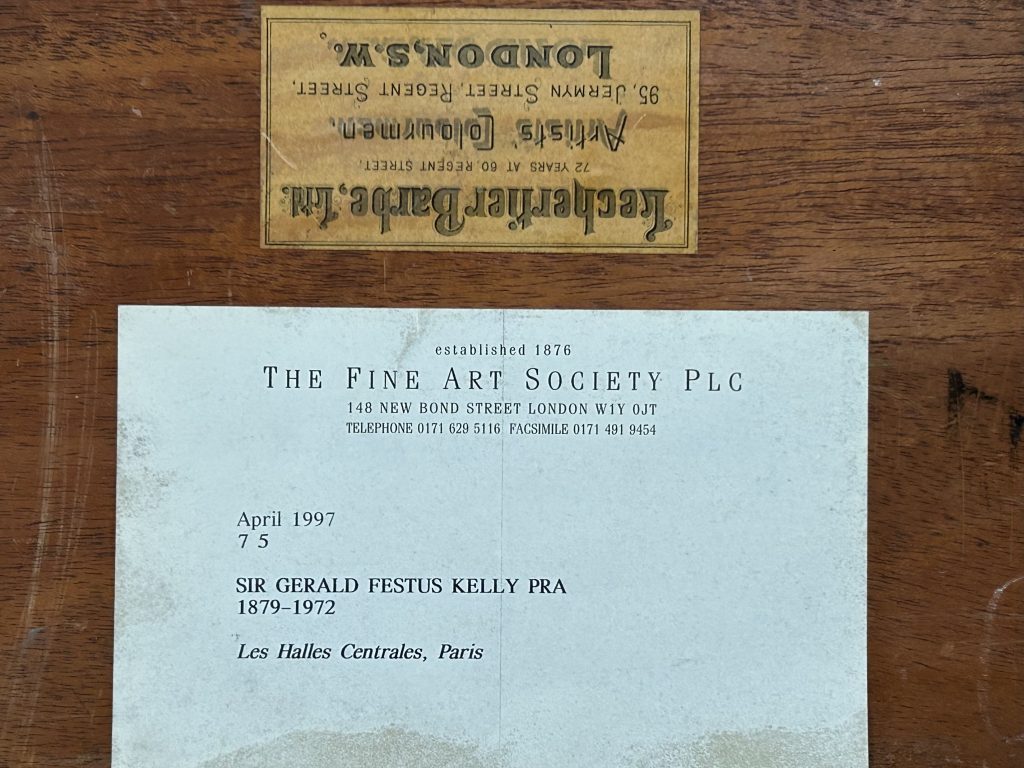 Lechertier Barbe, Ltd.
72 YEARS AT 60, REGENT STREET,
Artists' Colourmen,
95, JERMYN STREET, REGENT STREET,
LONDON, S.W.
established 1876
THE FINE ART SOCIETY PLC
148 NEW BOND STREET LONDON W1Y 0JT
TELEPHONE 0171 629 5116 FACSIMILE 0171 491 9454
April 1997
7 5
SIR GERALD FESTUS KELLY PRA
1879–1972
Les Halles Centrales, Paris